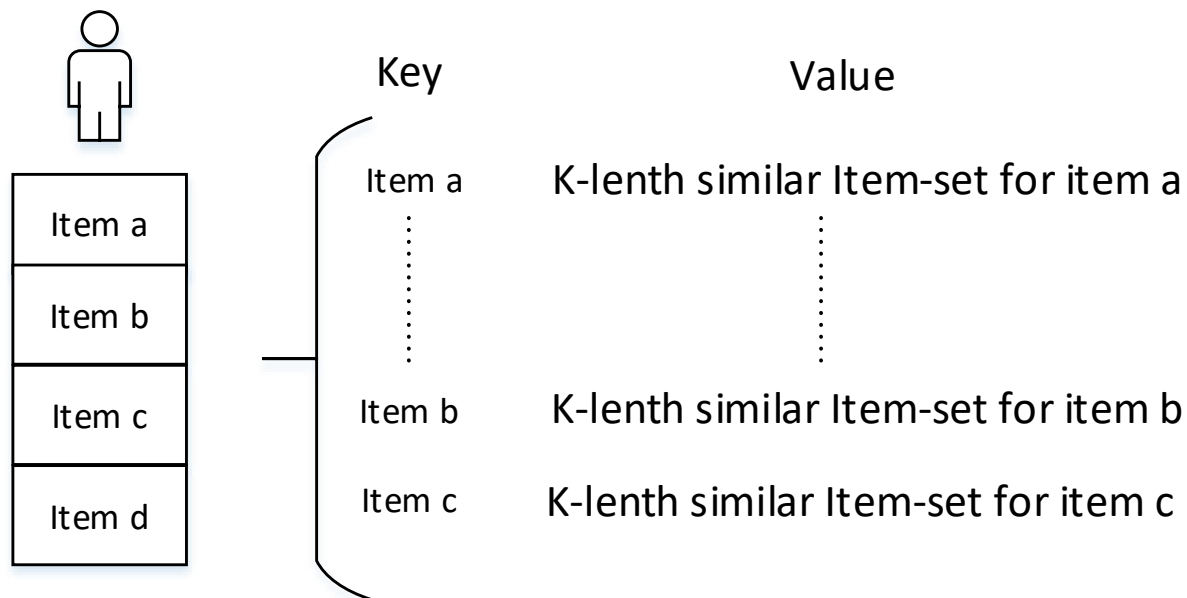 Key Value
Item a K-lenth similar Item-set for item a
Item a
Item b
Item c
Item d
Item b K-lenth similar Item-set for item b
Item c K-lenth similar Item-set for item c